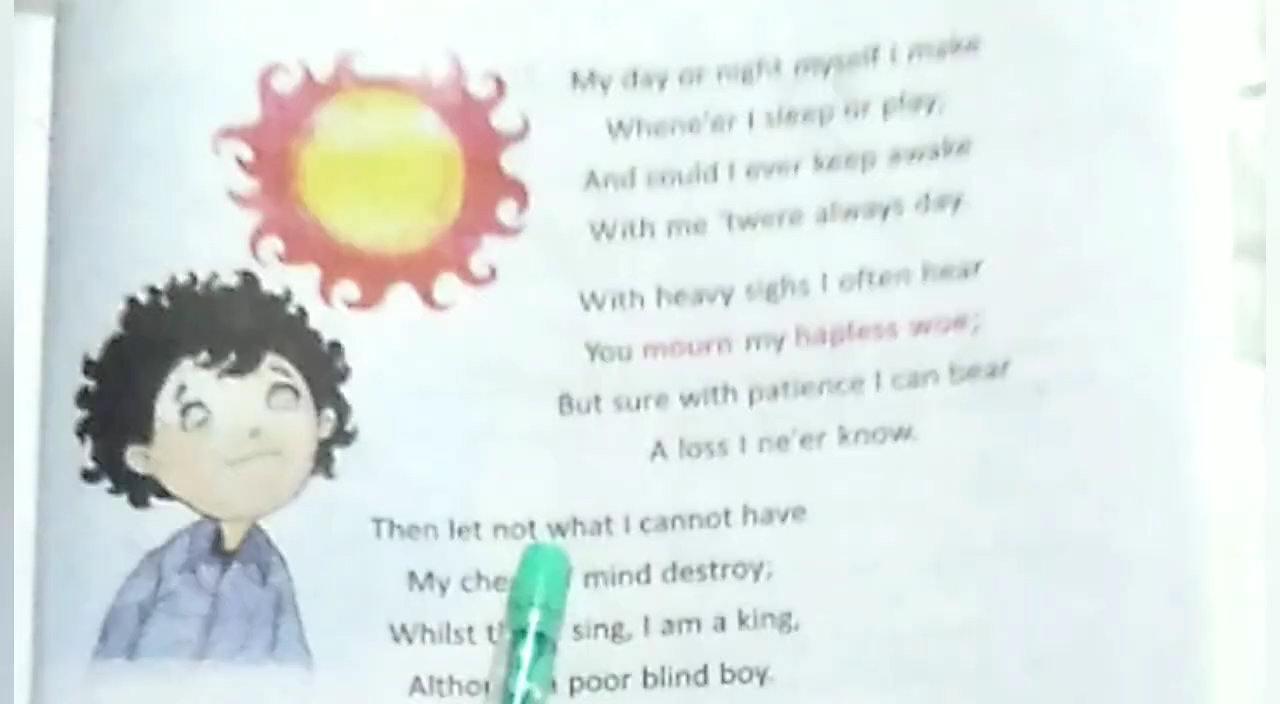 My day or night myself I make
Whene'er I sleep or play;
And could I ever keep awake
With me 'twere always day.
With heavy sighs I often hear
You mourn my hapless woe;
But sure with patience I can bear
A loss I ne'er know.
Then let not what I cannot have
My mind destroy;
Whilst sing, I am a king,
poor blind boy.